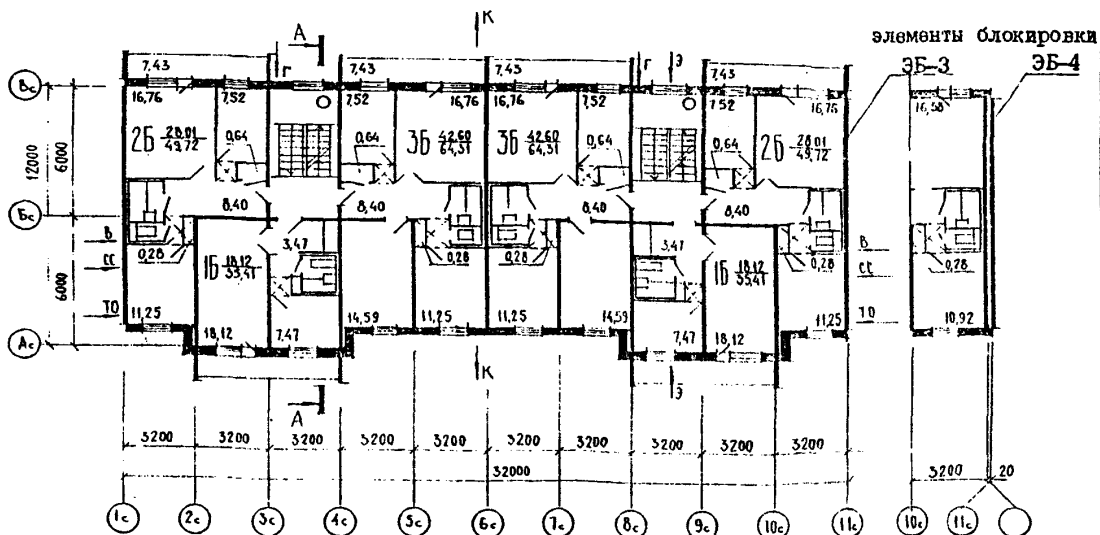 элементы блокировки
ЭБ-3 ЭБ-4
К
А
г г Э
7,43 7,43 7,43 7,43
Вс
16,76 7,52 7,52 16,76 16,76 7,52 7,52 16,76 16,58
2Б 28.01 49,72 0,64 0,64 3Б 42.60 64,31 3Б 42.60 64,31 0,64 0,64 2Б 28.01 49,72
12000
6000
8,40 8,40 8,40 8,40
Бс
В 0,28 3,47 0,28 0,28 3,47 0,28 В 0,28
СГ 1Б 18.12 33,41 1Б 18.12 33,41 СГ
6000
ТО 11,25 14,59 11,25 11,25 14,59 11,25 ТО 10,92
18,12 7,47 7,47 18,12
Ас
К
А Э
3200 3200 3200 3200 3200 3200 3200 3200 3200 3200
32000 3200 20
1с 2с 3с 4с 5с 6с 7с 8с 9с 10с 11с 10с 11с